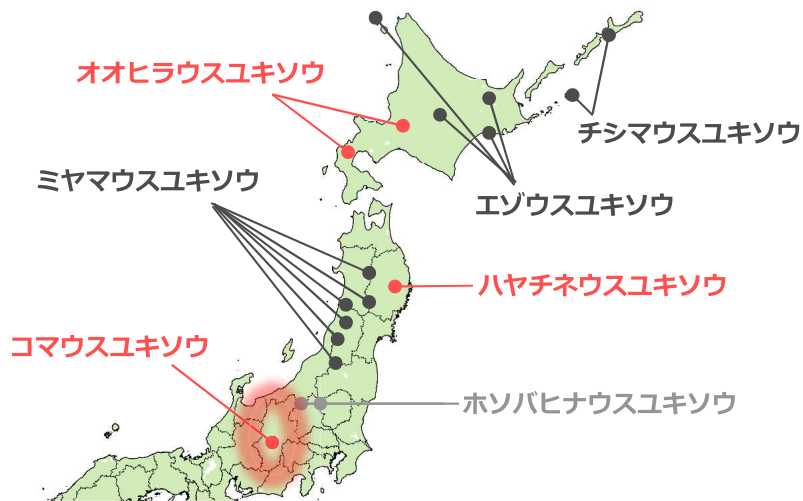 オオヒラウスユキソウ
チシマウスユキソウ
ミヤマウスユキソウ
エゾウスユキソウ
ハヤチネウスユキソウ
コマウスユキソウ
ホソバヒナウスユキソウ